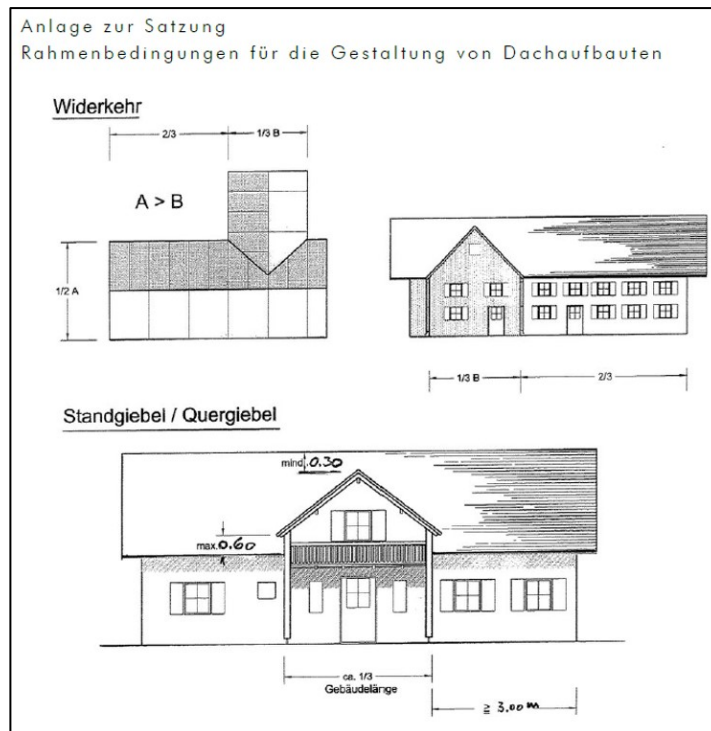 Anlage zur Satzung
Rahmenbedingungen für die Gestaltung von Dachaufbauten
Widerkehr
2/3
1/3 B
A > B
1/2 A
1/3 B
2/3
Standgiebel / Quergiebel
mind. 0.30
max. 0.60
ca. 1/3
Gebäudelänge
≧ 3.00 m